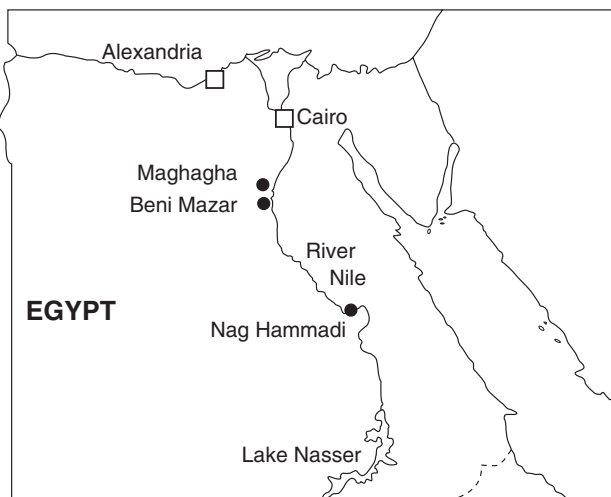 Alexandria
Cairo
Maghagha
Beni Mazar
River
Nile
EGYPT
Nag Hammadi
Lake Nasser